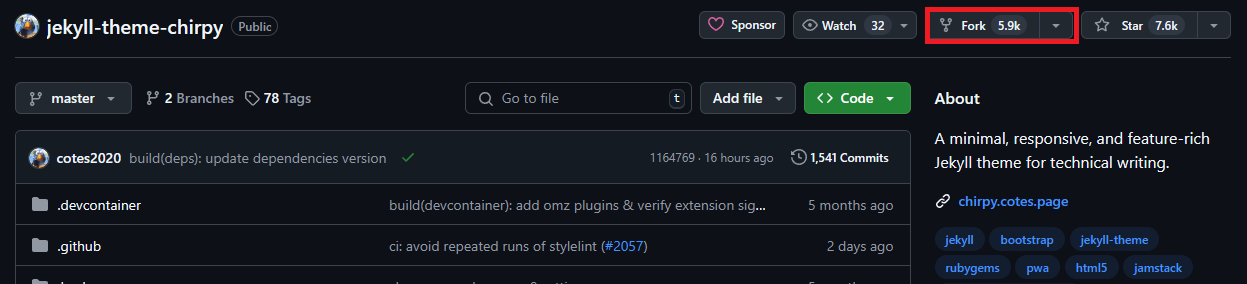 jekyll-theme-chirpy Public Sponsor Watch 32 Fork 5.9k Star 7.6k
master 2 Branches 78 Tags Go to file t Add file <> Code
About
A minimal, responsive, and feature-rich
Jekyll theme for technical writing.
chirpy.cotes.page
jekyll bootstrap jekyll-theme
rubygems pwa html5 jamstack
cotes2020 build(deps): update dependencies version 1164769 · 16 hours ago 1,541 Commits
.devcontainer build(devcontainer): add omz plugins & verify extension sig... 5 months ago
.github ci: avoid repeated runs of stylelint (#2057) 2 days ago